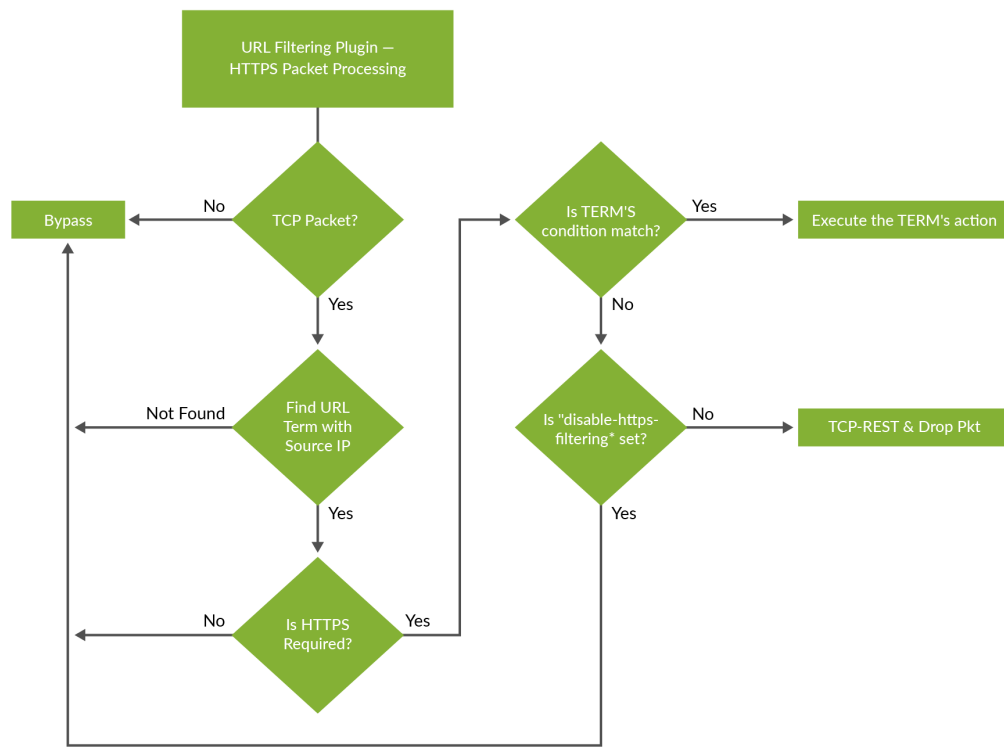 URL Filtering Plugin —
HTTPS Packet Processing
No
TCP Packet?
Bypass
Yes
Is TERM'S
condition match?
Yes
Execute the TERM's action
No
Not Found
Find URL
Term with
Source IP
Yes
Is "disable-https-
filtering* set?
No
TCP-REST & Drop Pkt
Yes
No
Is HTTPS
Required?
Yes